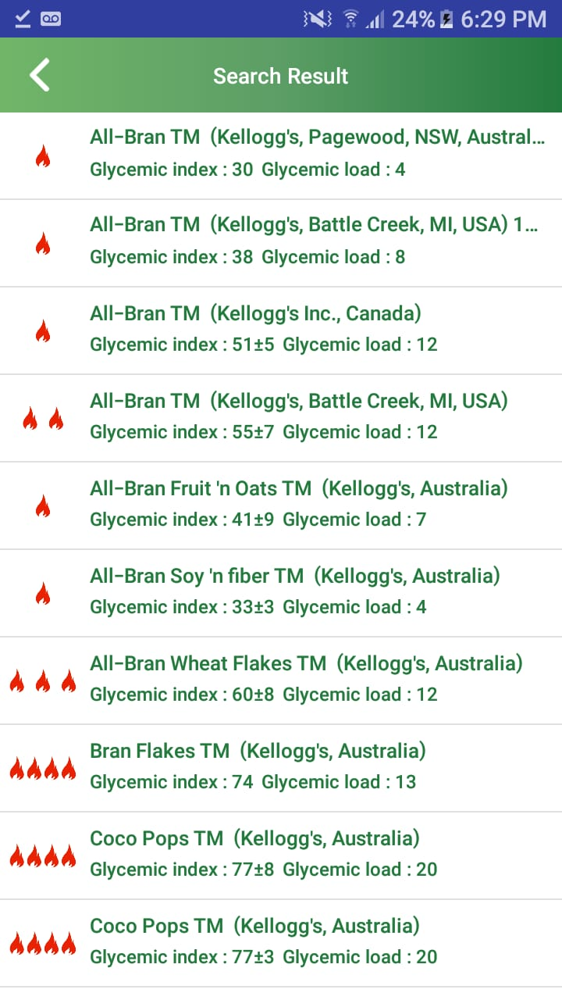 24% 6:29 PM
Search Result
All-Bran TM (Kellogg's, Pagewood, NSW, Austral...
Glycemic index : 30 Glycemic load : 4
All-Bran TM (Kellogg's, Battle Creek, MI, USA) 1...
Glycemic index : 38 Glycemic load : 8
All-Bran TM (Kellogg's Inc., Canada)
Glycemic index : 51±5 Glycemic load : 12
All-Bran TM (Kellogg's, Battle Creek, MI, USA)
Glycemic index : 55±7 Glycemic load : 12
All-Bran Fruit 'n Oats TM (Kellogg's, Australia)
Glycemic index : 41±9 Glycemic load : 7
All-Bran Soy 'n fiber TM (Kellogg's, Australia)
Glycemic index : 33±3 Glycemic load : 4
All-Bran Wheat Flakes TM (Kellogg's, Australia)
Glycemic index : 60±8 Glycemic load : 12
Bran Flakes TM (Kellogg's, Australia)
Glycemic index : 74 Glycemic load : 13
Coco Pops TM (Kellogg's, Australia)
Glycemic index : 77±8 Glycemic load : 20
Coco Pops TM (Kellogg's, Australia)
Glycemic index : 77±3 Glycemic load : 20